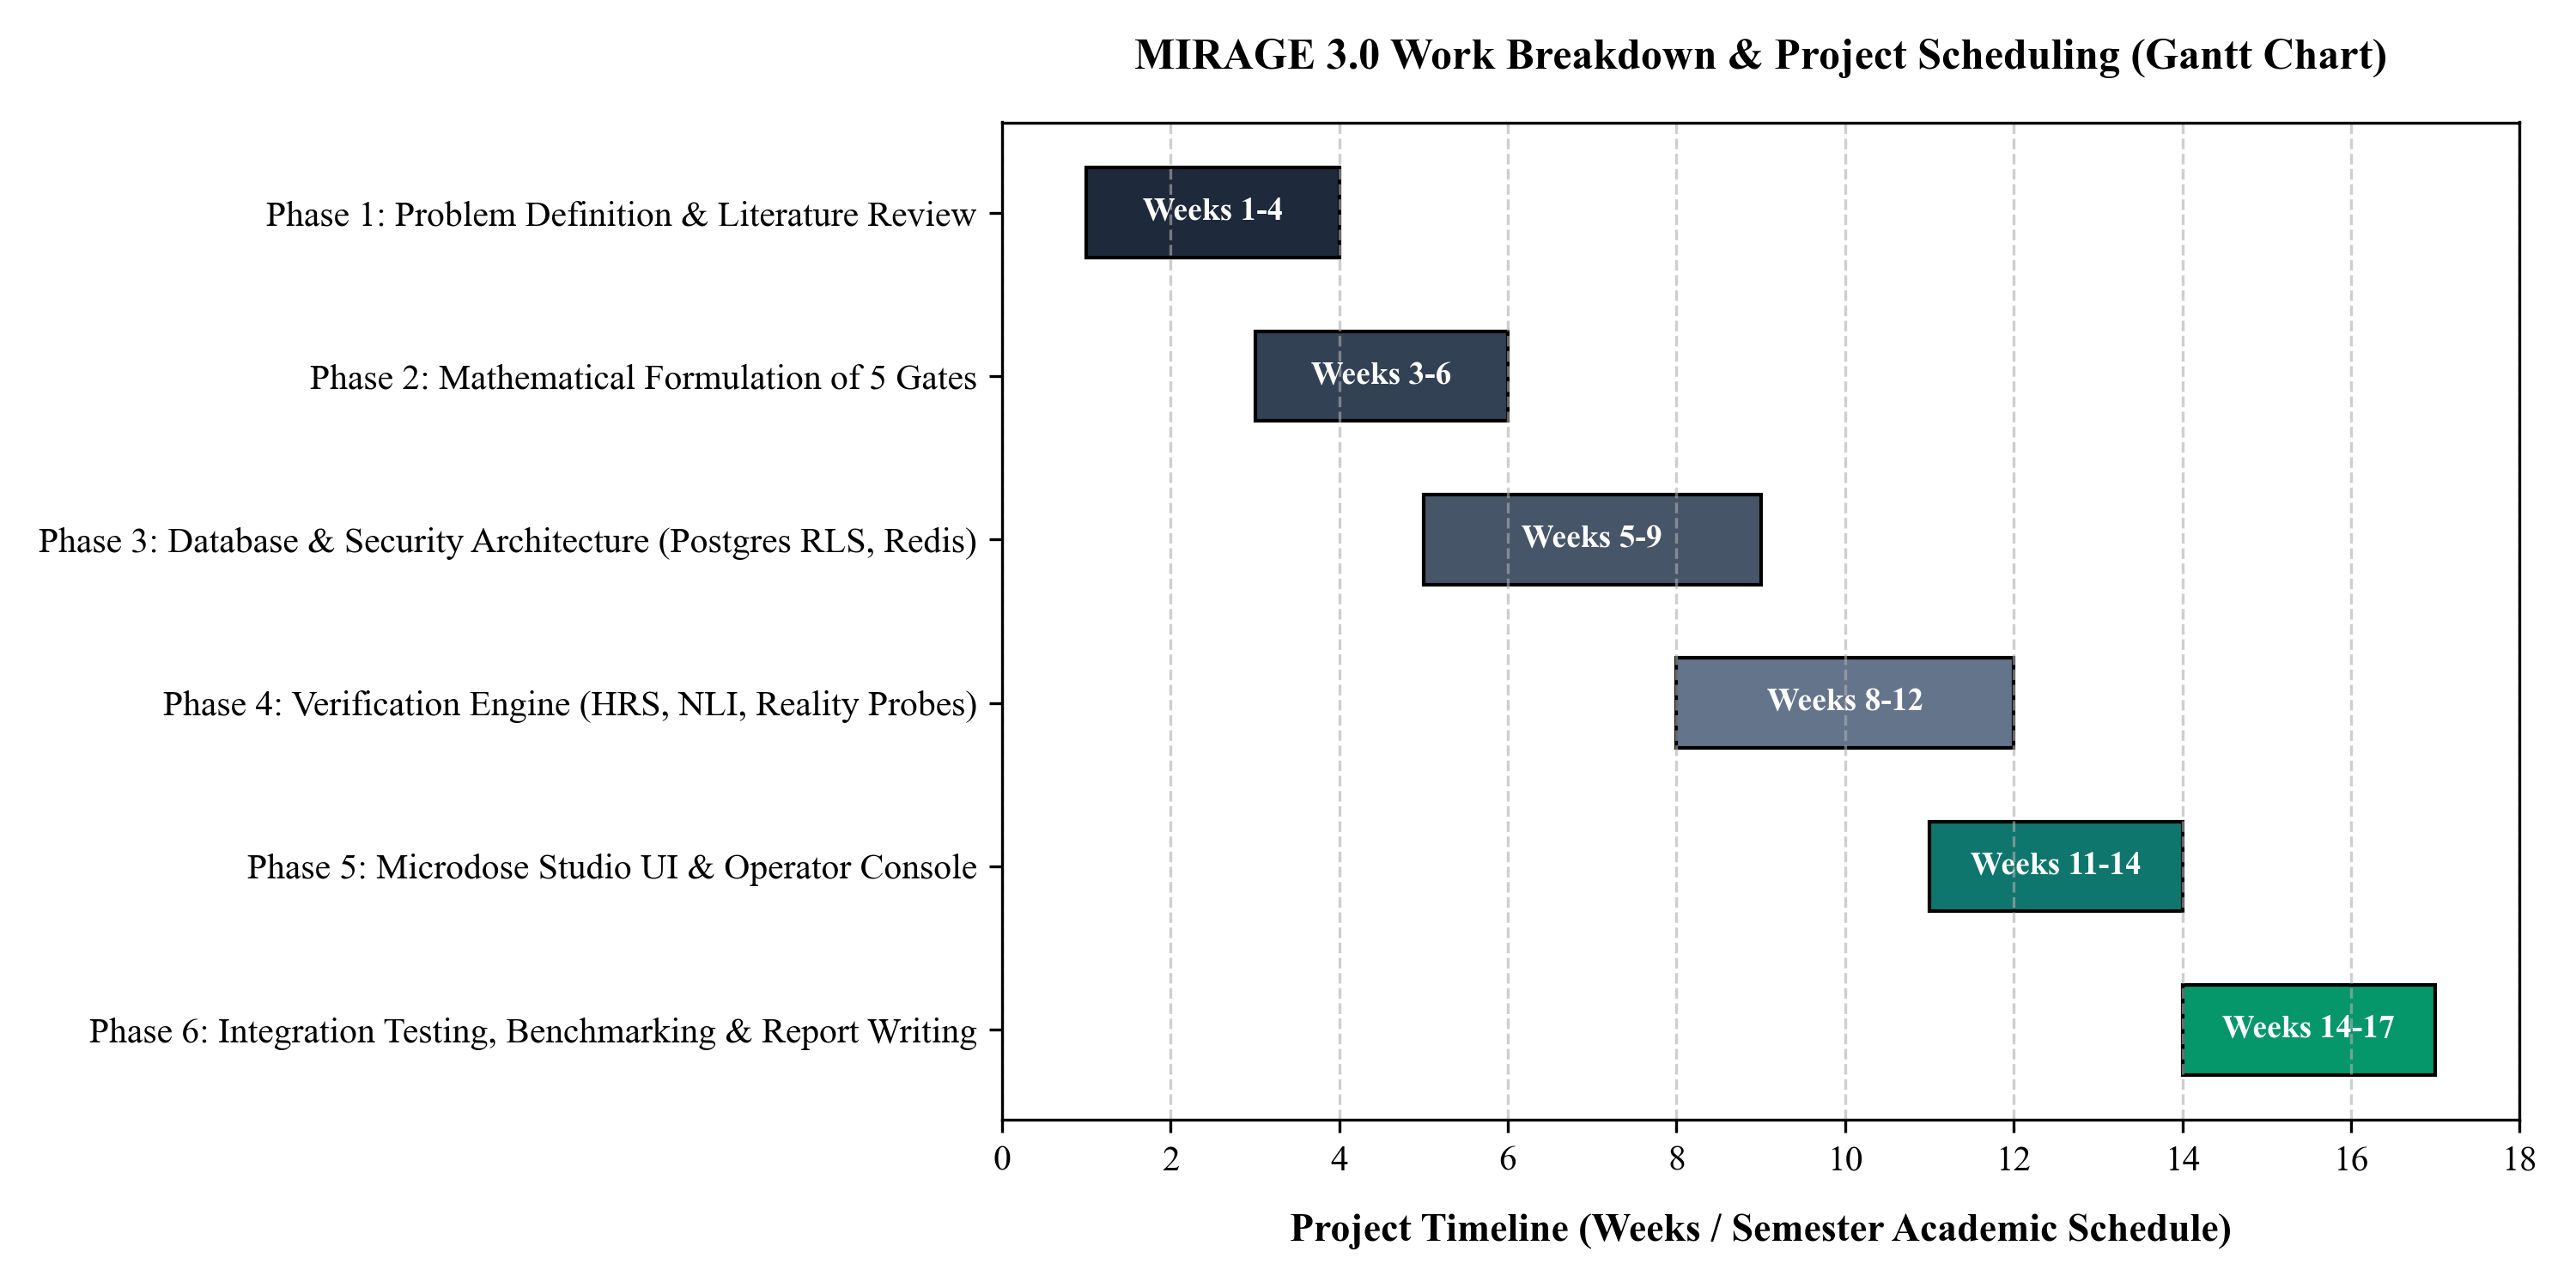 MIRAGE 3.0 Work Breakdown & Project Scheduling (Gantt Chart)
Phase 1: Problem Definition & Literature Review
Weeks 1-4
Phase 2: Mathematical Formulation of 5 Gates
Weeks 3-6
Phase 3: Database & Security Architecture (Postgres RLS, Redis)
Weeks 5-9
Phase 4: Verification Engine (HRS, NLI, Reality Probes)
Weeks 8-12
Phase 5: Microdose Studio UI & Operator Console
Weeks 11-14
Phase 6: Integration Testing, Benchmarking & Report Writing
Weeks 14-17
0 2 4 6 8 10 12 14 16 18
Project Timeline (Weeks / Semester Academic Schedule)